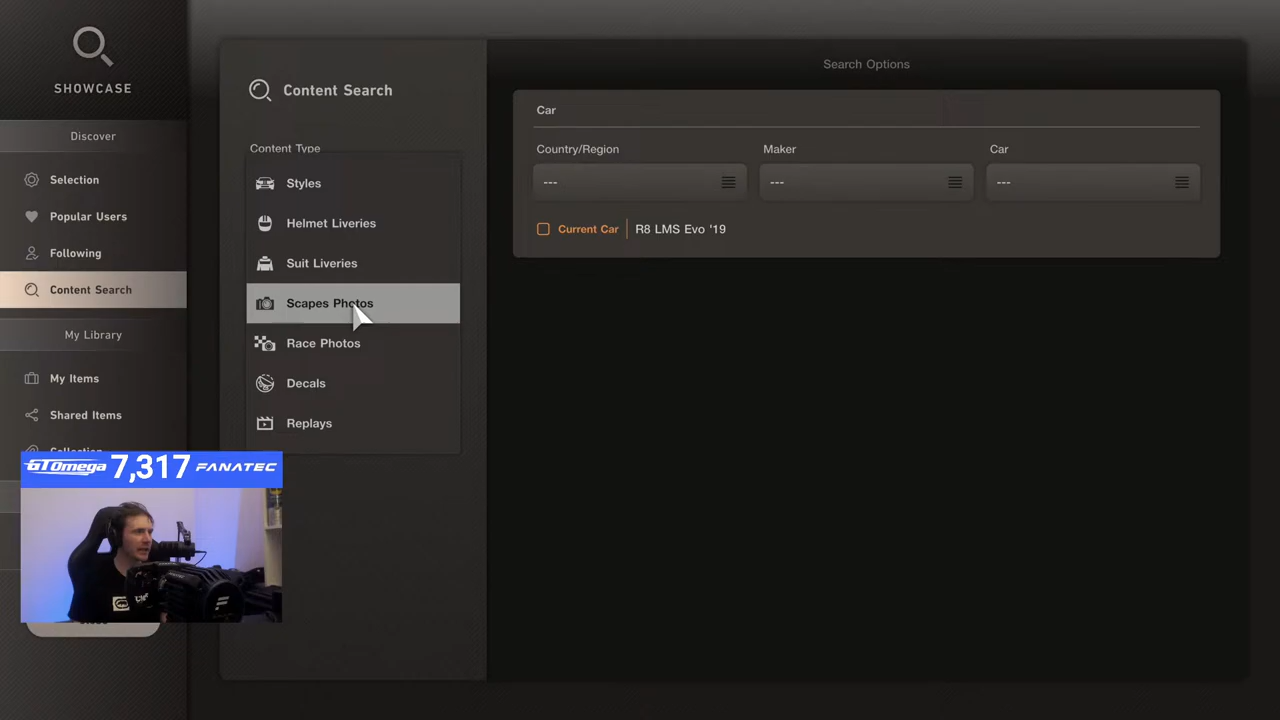 SHOWCASE
Discover
Selection
Popular Users
Following
Content Search
My Library
My Items
Shared Items
Collection
GTOmega 7,317 FANATEC
Content Search
Content Type
Styles
Helmet Liveries
Suit Liveries
Scapes Photos
Race Photos
Decals
Replays
Search Options
Car
Country/Region
Maker
Car
---
---
---
Current Car
R8 LMS Evo '19